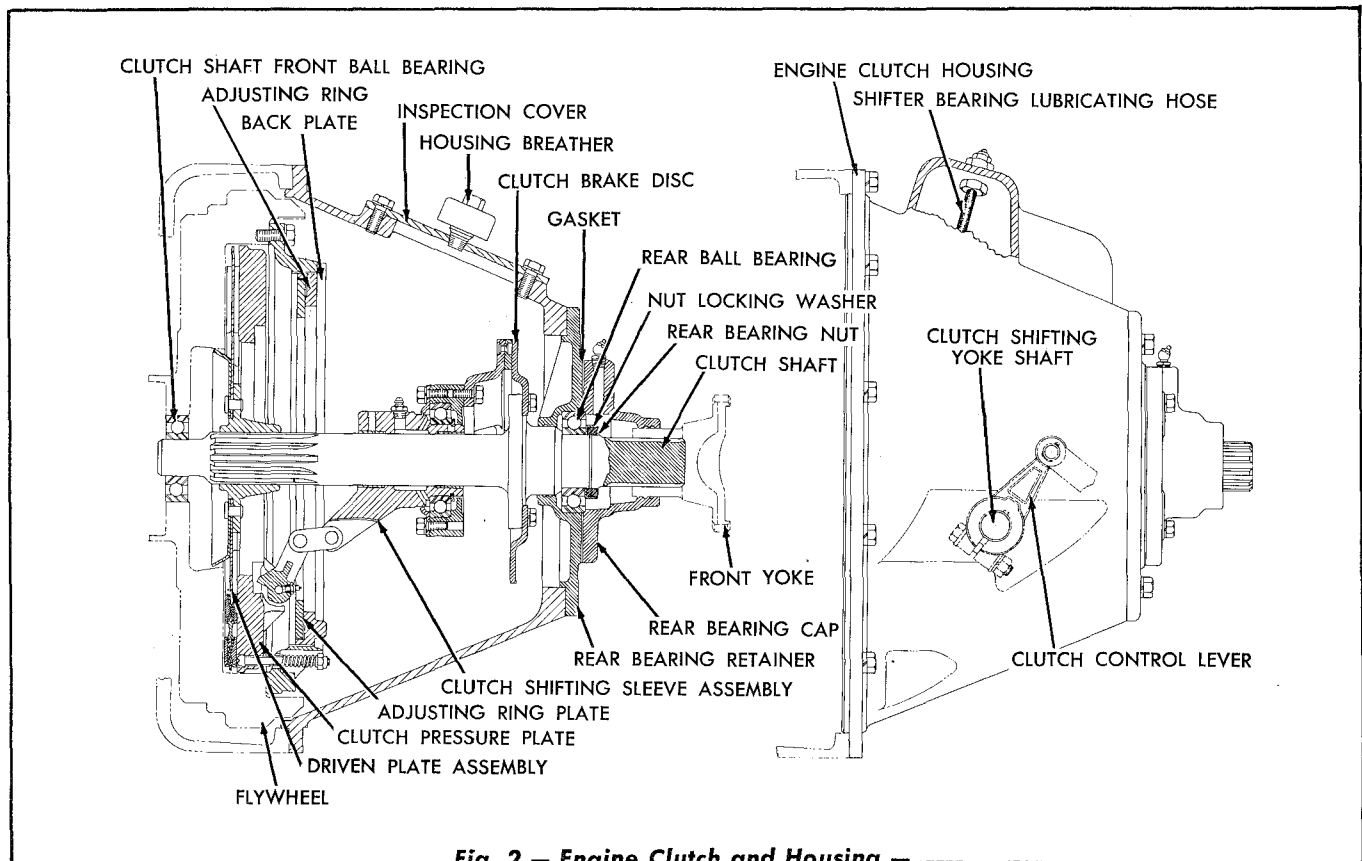 CLUTCH SHAFT FRONT BALL BEARING
ADJUSTING RING
BACK PLATE
INSPECTION COVER
HOUSING BREATHER
CLUTCH BRAKE DISC
GASKET
REAR BALL BEARING
NUT LOCKING WASHER
REAR BEARING NUT
CLUTCH SHAFT
FRONT YOKE
REAR BEARING CAP
REAR BEARING RETAINER
CLUTCH SHIFTING SLEEVE ASSEMBLY
ADJUSTING RING PLATE
CLUTCH PRESSURE PLATE
DRIVEN PLATE ASSEMBLY
FLYWHEEL
ENGINE CLUTCH HOUSING
SHIFTER BEARING LUBRICATING HOSE
CLUTCH SHIFTING
YOKE SHAFT
CLUTCH CONTROL LEVER
Fig. 2 — Engine Clutch and Housing —